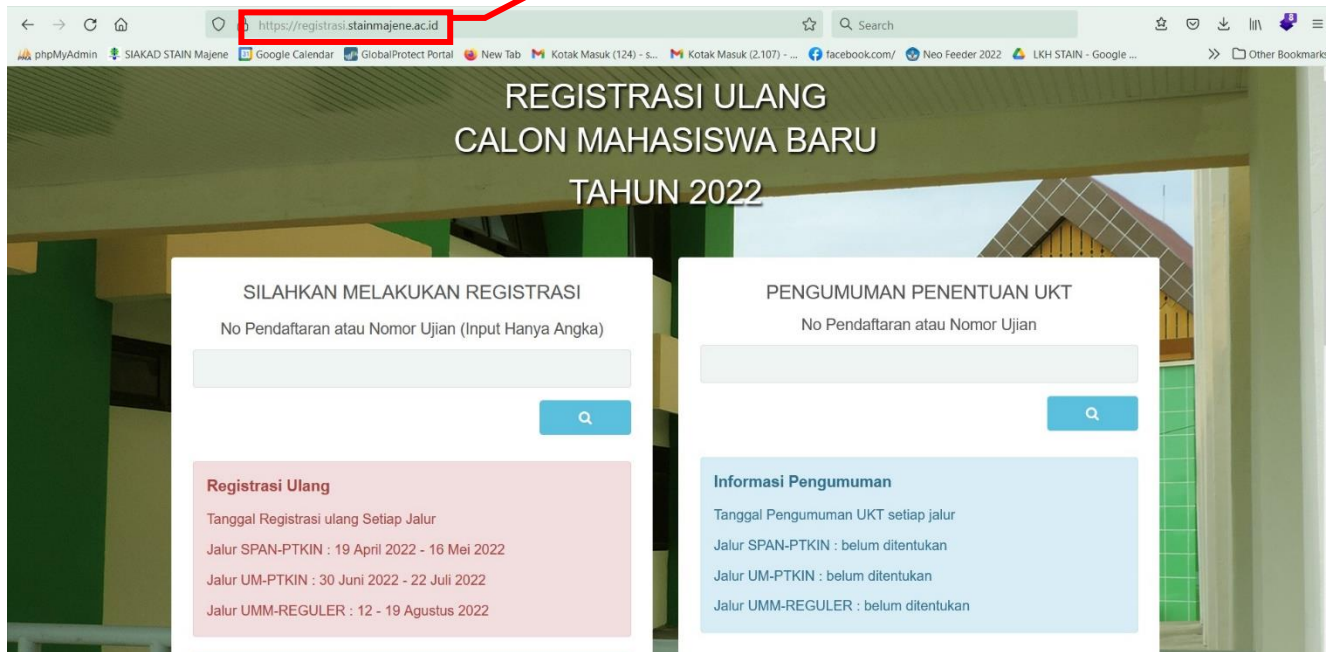 https://registrasi.stainmajene.ac.id
Search
phpMyAdmin SIAKAD STAIN Majene Google Calendar GlobalProtect Portal New Tab Kotak Masuk (124) - s... Kotak Masuk (2.107) - ... facebook.com/ Neo Feeder 2022 LKH STAIN - Google ... Other Bookmarks
REGISTRASI ULANG
CALON MAHASISWA BARU
TAHUN 2022
SILAHKAN MELAKUKAN REGISTRASI
No Pendaftaran atau Nomor Ujian (Input Hanya Angka)
Registrasi Ulang
Tanggal Registrasi ulang Setiap Jalur
Jalur SPAN-PTKIN : 19 April 2022 - 16 Mei 2022
Jalur UM-PTKIN : 30 Juni 2022 - 22 Juli 2022
Jalur UMM-REGULER : 12 - 19 Agustus 2022
PENGUMUMAN PENENTUAN UKT
No Pendaftaran atau Nomor Ujian
Informasi Pengumuman
Tanggal Pengumuman UKT setiap jalur
Jalur SPAN-PTKIN : belum ditentukan
Jalur UM-PTKIN : belum ditentukan
Jalur UMM-REGULER : belum ditentukan